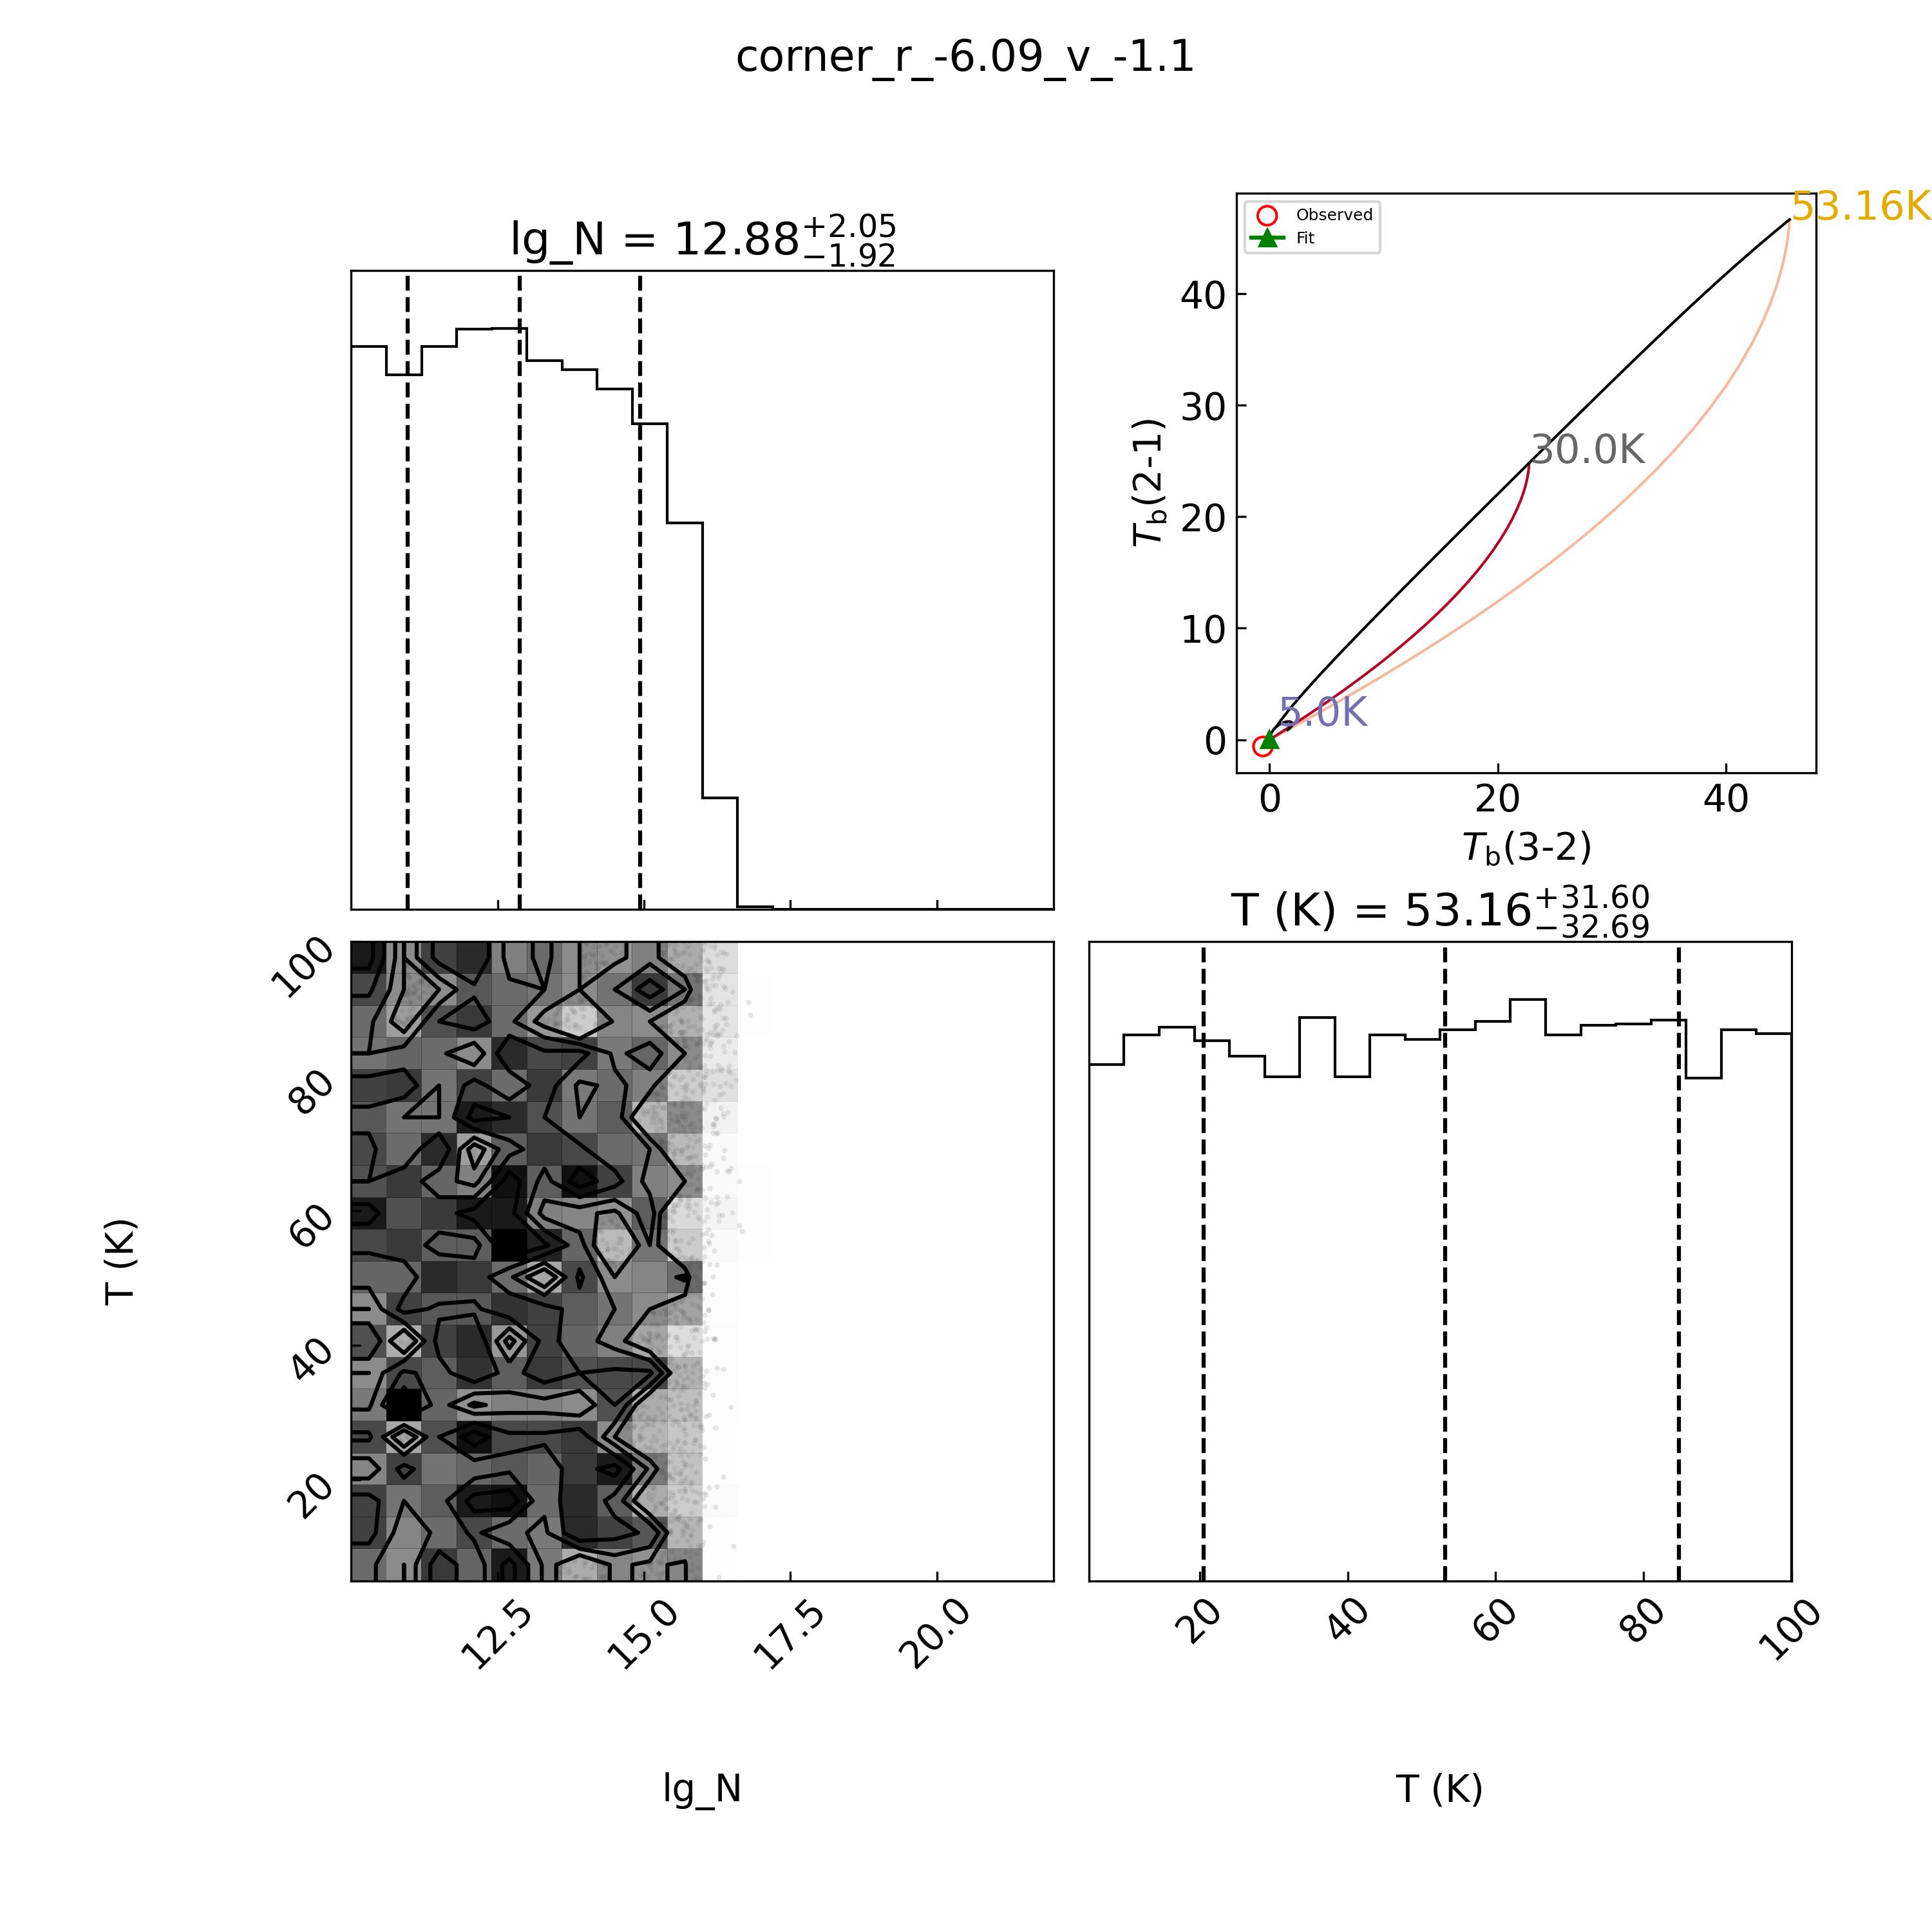 corner_r_-6.09_v_-1.1
lg_N = 12.88+2.05−1.92
53.16K
Observed
Fit
40
30
20
10
0
30.0K
5.0K
Tb(2-1)
0 20 40
Tb(3-2)
T (K) = 53.16+31.60−32.69
100
80
60
40
20
T (K)
12.5 15.0 17.5 20.0
lg_N
20 40 60 80 100
T (K)